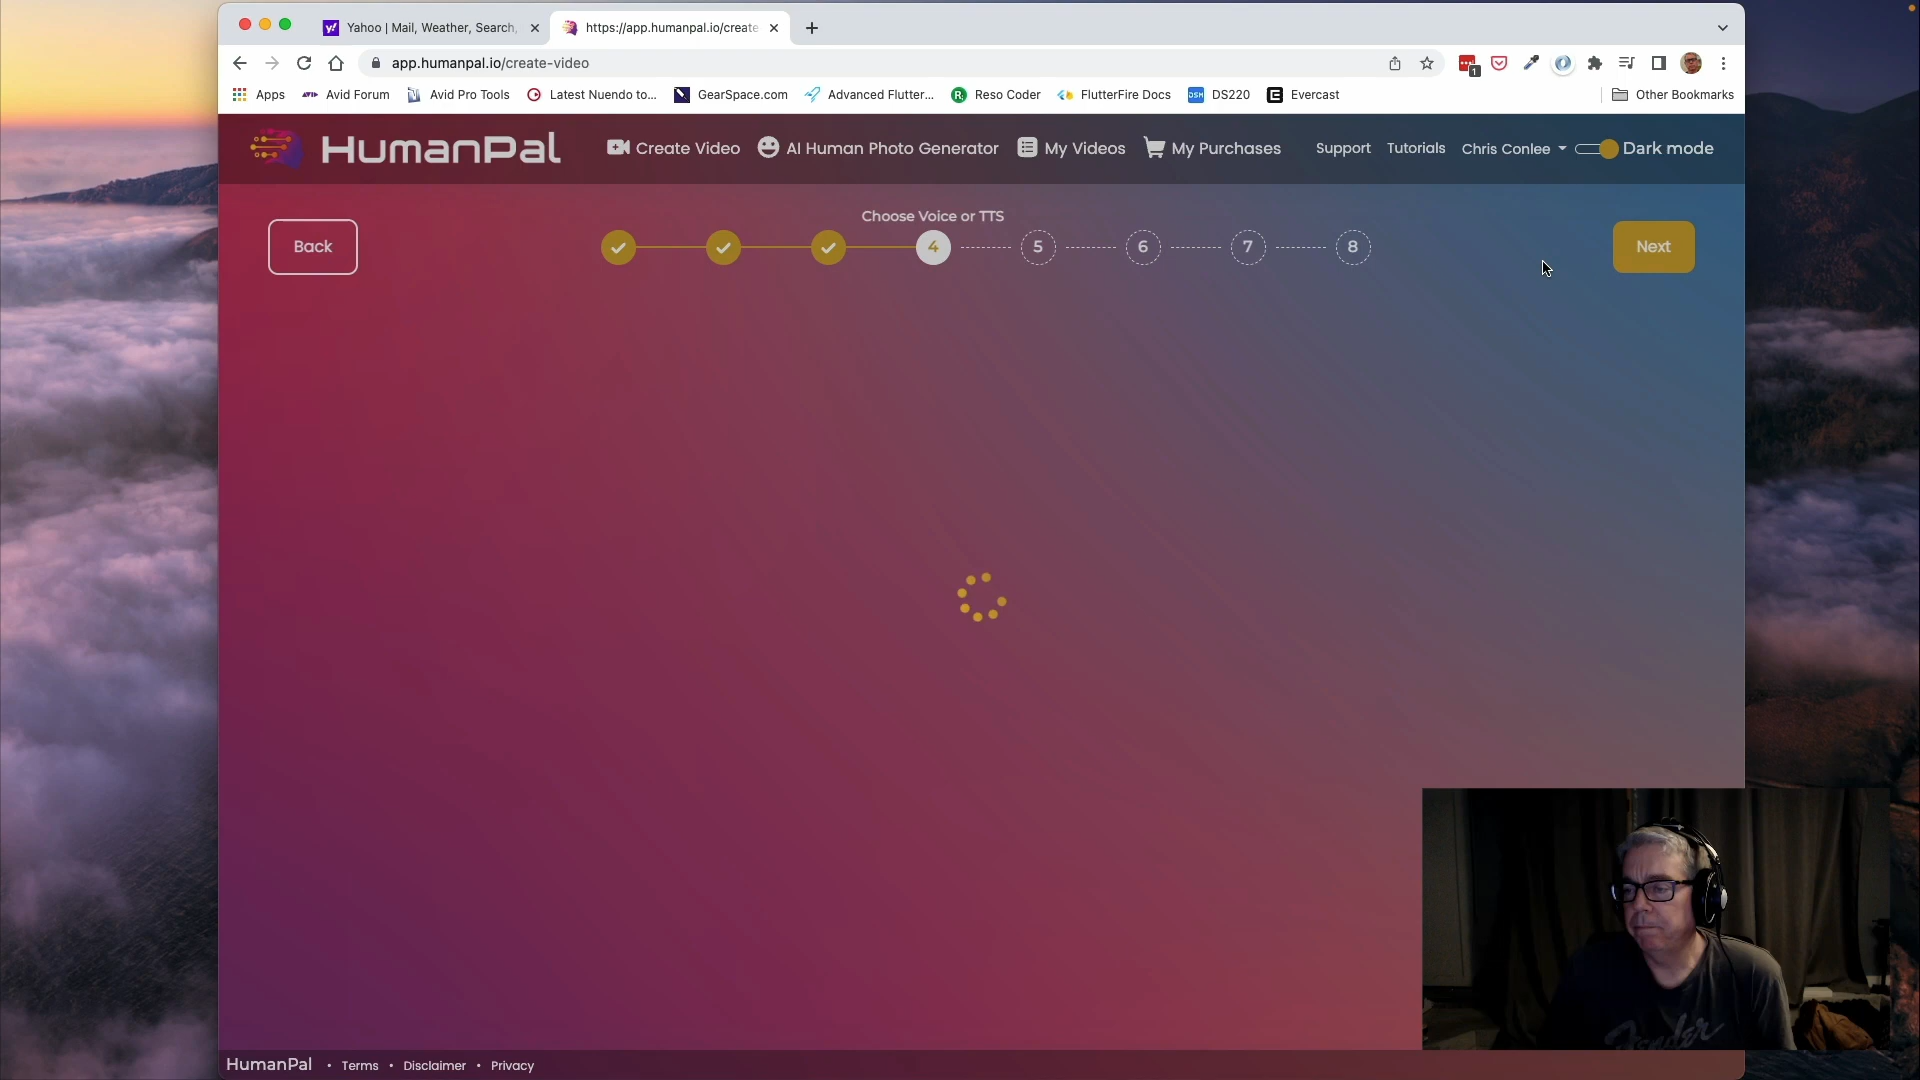 Yahoo | Mail, Weather, Search,
https://app.humanpal.io/create
app.humanpal.io/create-video
1
Apps
Avid Forum
Avid Pro Tools
Latest Nuendo to...
GearSpace.com
Advanced Flutter...
Reso Coder
FlutterFire Docs
DS220
Evercast
Other Bookmarks
HumanPal
Create Video
AI Human Photo Generator
My Videos
My Purchases
Support
Tutorials
Chris Conlee
Dark mode
Back
Choose Voice or TTS
4
5
6
7
8
Next
Fender
HumanPal • Terms • Disclaimer • Privacy